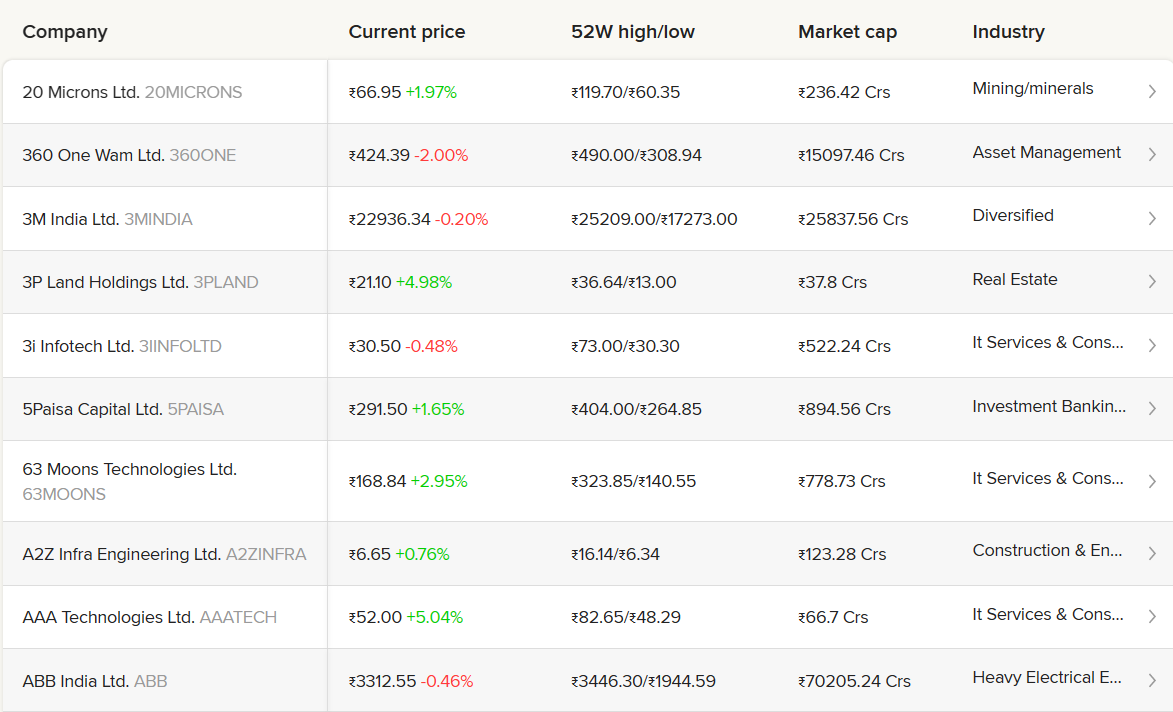 Company Current price 52W high/low Market cap Industry
20 Microns Ltd. 20MICRONS ₹66.95 +1.97% ₹119.70/₹60.35 ₹236.42 Crs Mining/minerals
360 One Wam Ltd. 360ONE ₹424.39 -2.00% ₹490.00/₹308.94 ₹15097.46 Crs Asset Management
3M India Ltd. 3MINDIA ₹22936.34 -0.20% ₹25209.00/₹17273.00 ₹25837.56 Crs Diversified
3P Land Holdings Ltd. 3PLAND ₹21.10 +4.98% ₹36.64/₹13.00 ₹37.8 Crs Real Estate
3i Infotech Ltd. 3IINFOLTD ₹30.50 -0.48% ₹73.00/₹30.30 ₹522.24 Crs It Services & Cons...
5Paisa Capital Ltd. 5PAISA ₹291.50 +1.65% ₹404.00/₹264.85 ₹894.56 Crs Investment Bankin...
63 Moons Technologies Ltd.
63MOONS ₹168.84 +2.95% ₹323.85/₹140.55 ₹778.73 Crs It Services & Cons...
A2Z Infra Engineering Ltd. A2ZINFRA ₹6.65 +0.76% ₹16.14/₹6.34 ₹123.28 Crs Construction & En...
AAA Technologies Ltd. AAATECH ₹52.00 +5.04% ₹82.65/₹48.29 ₹66.7 Crs It Services & Cons...
ABB India Ltd. ABB ₹3312.55 -0.46% ₹3446.30/₹1944.59 ₹70205.24 Crs Heavy Electrical E...